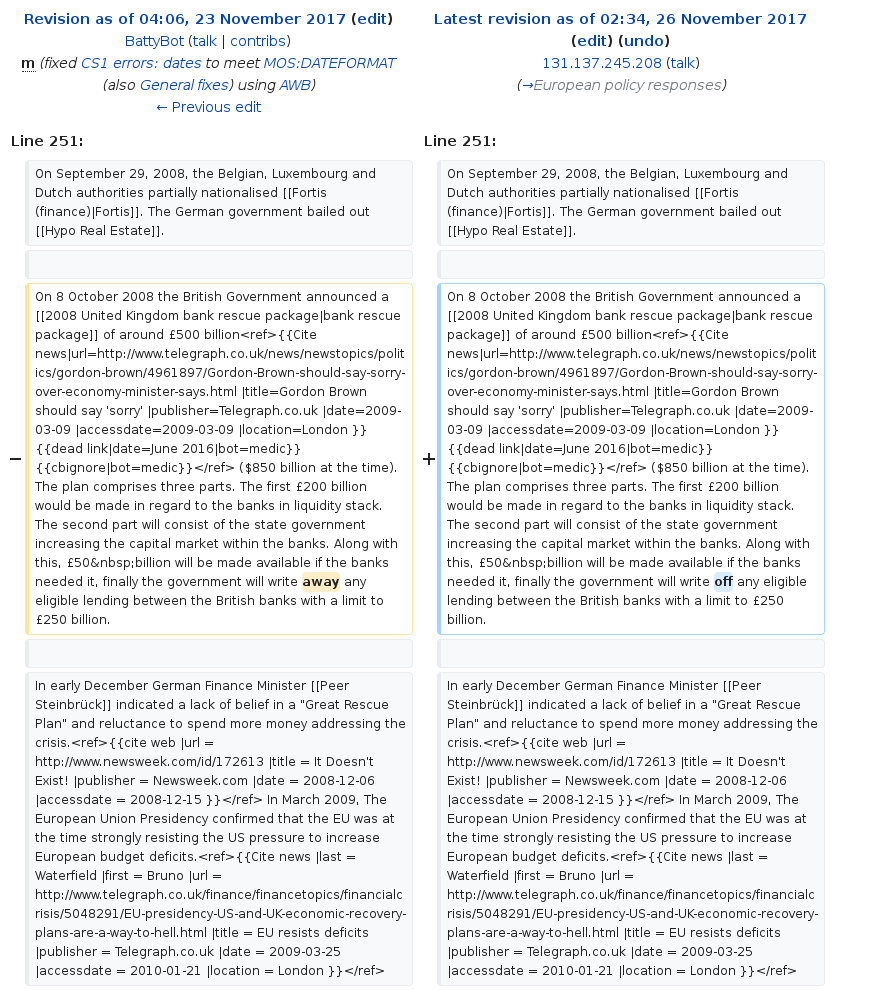 Revision as of 04:06, 23 November 2017 (edit)
BattyBot (talk | contribs)
m (fixed CS1 errors: dates to meet MOS:DATEFORMAT
(also General fixes) using AWB)
← Previous edit
Latest revision as of 02:34, 26 November 2017
(edit) (undo)
131.137.245.208 (talk)
(→European policy responses)
Line 251:
On September 29, 2008, the Belgian, Luxembourg and
Dutch authorities partially nationalised [[Fortis
(finance)|Fortis]]. The German government bailed out
[[Hypo Real Estate]].
−
On 8 October 2008 the British Government announced a
[[2008 United Kingdom bank rescue package|bank rescue
package]] of around £500 billion<ref>{{Cite
news|url=http://www.telegraph.co.uk/news/newstopics/polit
ics/gordon-brown/4961897/Gordon-Brown-should-say-sorry-
over-economy-minister-says.html |title=Gordon Brown
should say 'sorry' |publisher=Telegraph.co.uk |date=2009-
03-09 |accessdate=2009-03-09 |location=London }}
{{dead link|date=June 2016|bot=medic}}
{{cbignore|bot=medic}}</ref> ($850 billion at the time).
The plan comprises three parts. The first £200 billion
would be made in regard to the banks in liquidity stack.
The second part will consist of the state government
increasing the capital market within the banks. Along with
this, £50&nbsp;billion will be made available if the banks
needed it, finally the government will write away any
eligible lending between the British banks with a limit to
£250 billion.
In early December German Finance Minister [[Peer
Steinbrück]] indicated a lack of belief in a "Great Rescue
Plan" and reluctance to spend more money addressing the
crisis.<ref>{{cite web |url =
http://www.newsweek.com/id/172613 |title = It Doesn't
Exist! |publisher = Newsweek.com |date = 2008-12-06
|accessdate = 2008-12-15 }}</ref> In March 2009, The
European Union Presidency confirmed that the EU was at
the time strongly resisting the US pressure to increase
European budget deficits.<ref>{{Cite news |last =
Waterfield |first = Bruno |url =
http://www.telegraph.co.uk/finance/financetopics/financialc
risis/5048291/EU-presidency-US-and-UK-economic-recovery-
plans-are-a-way-to-hell.html |title = EU resists deficits
|publisher = Telegraph.co.uk |date = 2009-03-25
|accessdate = 2010-01-21 |location = London }}</ref>
Line 251:
On September 29, 2008, the Belgian, Luxembourg and
Dutch authorities partially nationalised [[Fortis
(finance)|Fortis]]. The German government bailed out
[[Hypo Real Estate]].
+
On 8 October 2008 the British Government announced a
[[2008 United Kingdom bank rescue package|bank rescue
package]] of around £500 billion<ref>{{Cite
news|url=http://www.telegraph.co.uk/news/newstopics/polit
ics/gordon-brown/4961897/Gordon-Brown-should-say-sorry-
over-economy-minister-says.html |title=Gordon Brown
should say 'sorry' |publisher=Telegraph.co.uk |date=2009-
03-09 |accessdate=2009-03-09 |location=London }}
{{dead link|date=June 2016|bot=medic}}
{{cbignore|bot=medic}}</ref> ($850 billion at the time).
The plan comprises three parts. The first £200 billion
would be made in regard to the banks in liquidity stack.
The second part will consist of the state government
increasing the capital market within the banks. Along with
this, £50&nbsp;billion will be made available if the banks
needed it, finally the government will write off any eligible
lending between the British banks with a limit to £250
billion.
In early December German Finance Minister [[Peer
Steinbrück]] indicated a lack of belief in a "Great Rescue
Plan" and reluctance to spend more money addressing the
crisis.<ref>{{cite web |url =
http://www.newsweek.com/id/172613 |title = It Doesn't
Exist! |publisher = Newsweek.com |date = 2008-12-06
|accessdate = 2008-12-15 }}</ref> In March 2009, The
European Union Presidency confirmed that the EU was at
the time strongly resisting the US pressure to increase
European budget deficits.<ref>{{Cite news |last =
Waterfield |first = Bruno |url =
http://www.telegraph.co.uk/finance/financetopics/financialc
risis/5048291/EU-presidency-US-and-UK-economic-recovery-
plans-are-a-way-to-hell.html |title = EU resists deficits
|publisher = Telegraph.co.uk |date = 2009-03-25
|accessdate = 2010-01-21 |location = London }}</ref>